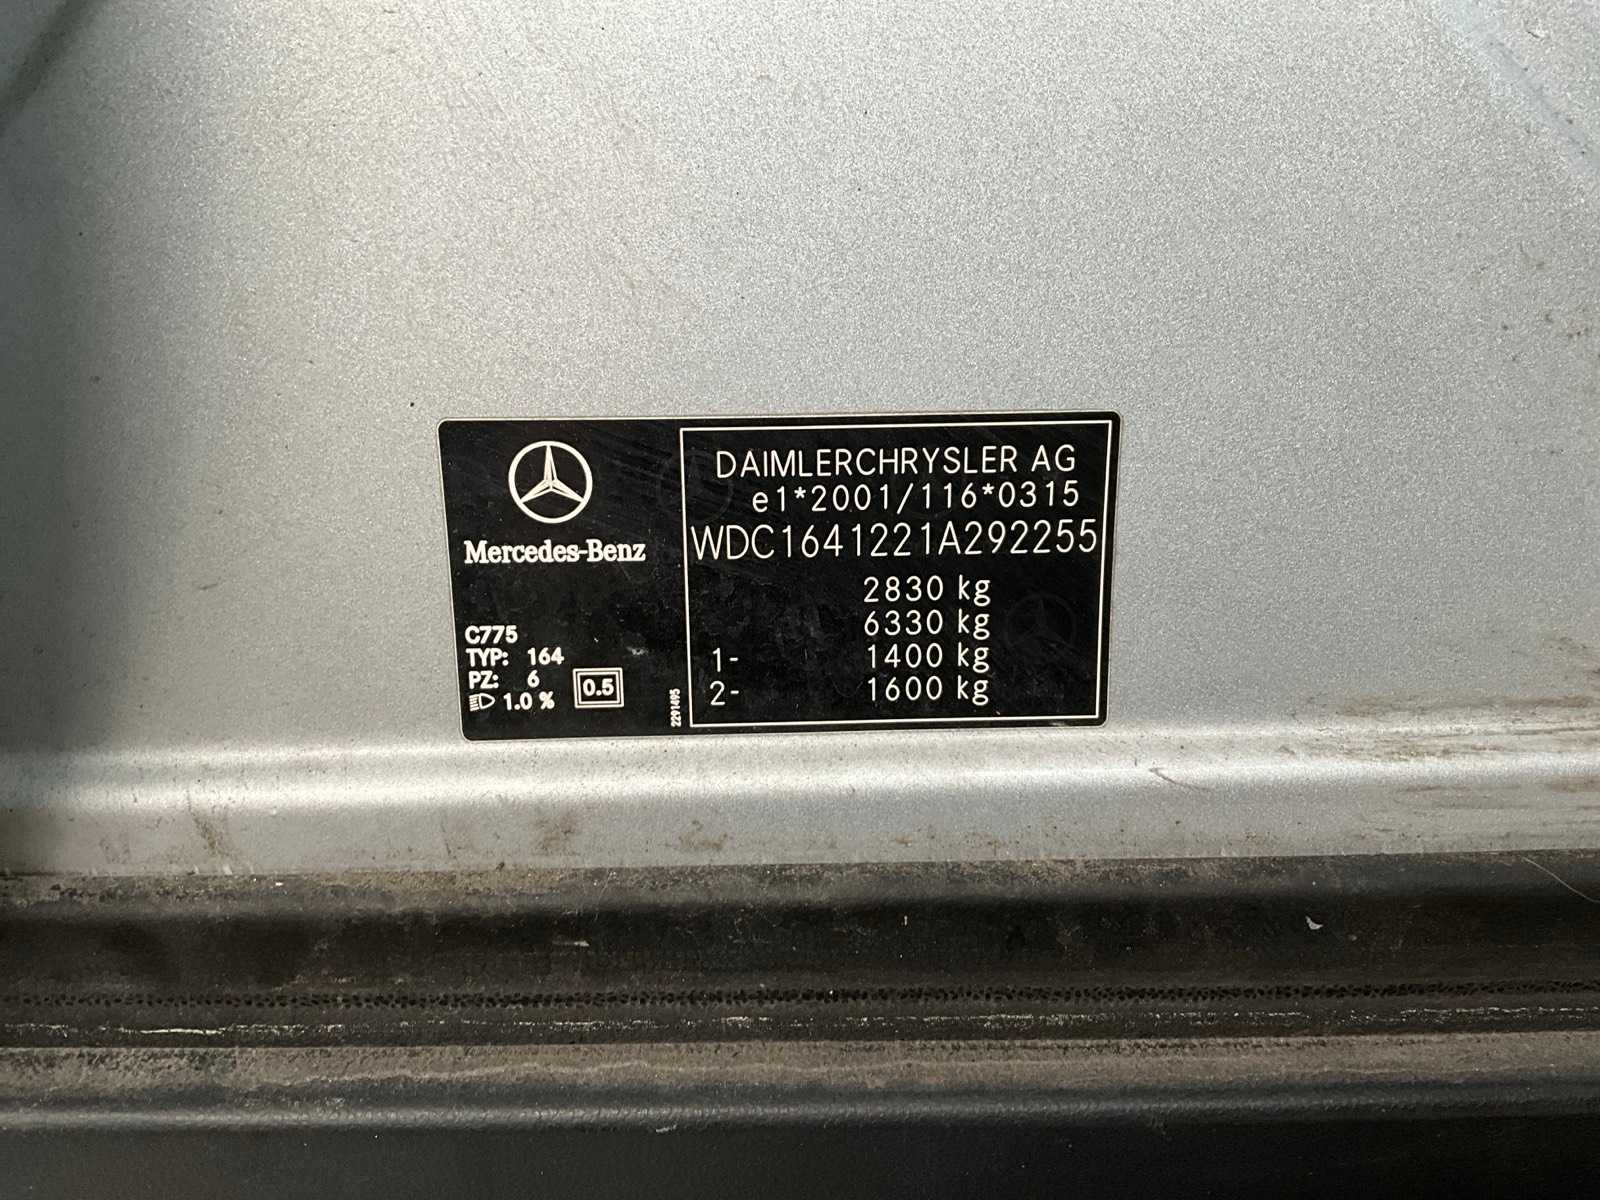 Mercedes-Benz
C775
TYP: 164
PZ: 6
1.0 %
0.5
2291495
DAIMLERCHRYSLER AG
e1*2001/116*0315
WDC1641221A292255
2830 kg
6330 kg
1- 1400 kg
2- 1600 kg